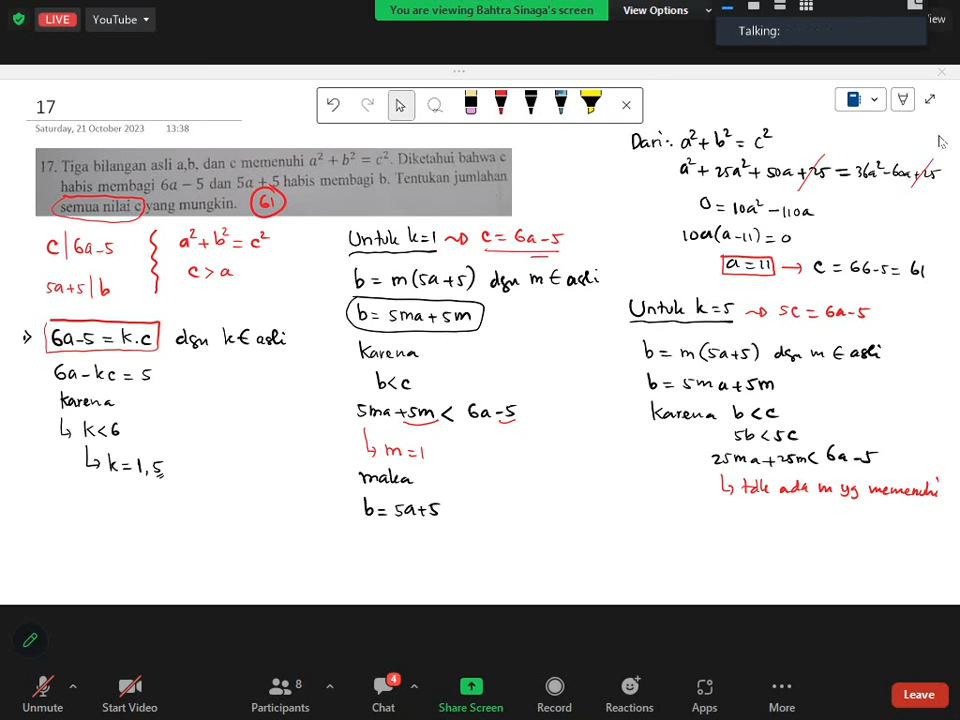 LIVE
YouTube
You are viewing Bahtra Sinaga's screen
View Options
View
Talking:
17
Saturday, 21 October 2023 13:38
17. Tiga bilangan asli a,b, dan c memenuhi a² + b² = c². Diketahui bahwa c
habis membagi 6a − 5 dan 5a + 5 habis membagi b. Tentukan jumlahan
semua nilai c yang mungkin.
61
c | 6a-5
5a+5 | b
a² + b² = c²
c > a
6a-5 = k.c dgn k ∈ asli
6a - kc = 5
karena
↳ k < 6
↳ k = 1, 5
Untuk k=1 ⤳ c = 6a-5
b = m(5a+5) dgn m ∈ asli
b = 5ma + 5m
Karena
b < c
5ma + 5m < 6a - 5
↳ m = 1
maka
b = 5a+5
Dari: a² + b² = c²
a² + 25a² + 50a + 25 = 36a² - 60a + 25
0 = 10a² - 110a
10a(a-11) = 0
a = 11 → c = 66-5 = 61
Untuk k=5 ⤳ 5c = 6a-5
b = m(5a+5) dgn m ∈ asli
b = 5ma + 5m
Karena b < c
5b < 5c
25ma + 25m < 6a - 5
↳ tdk ada m yg memenuhi
Unmute
Start Video
8
Participants
4
Chat
Share Screen
Record
Reactions
Apps
More
Leave